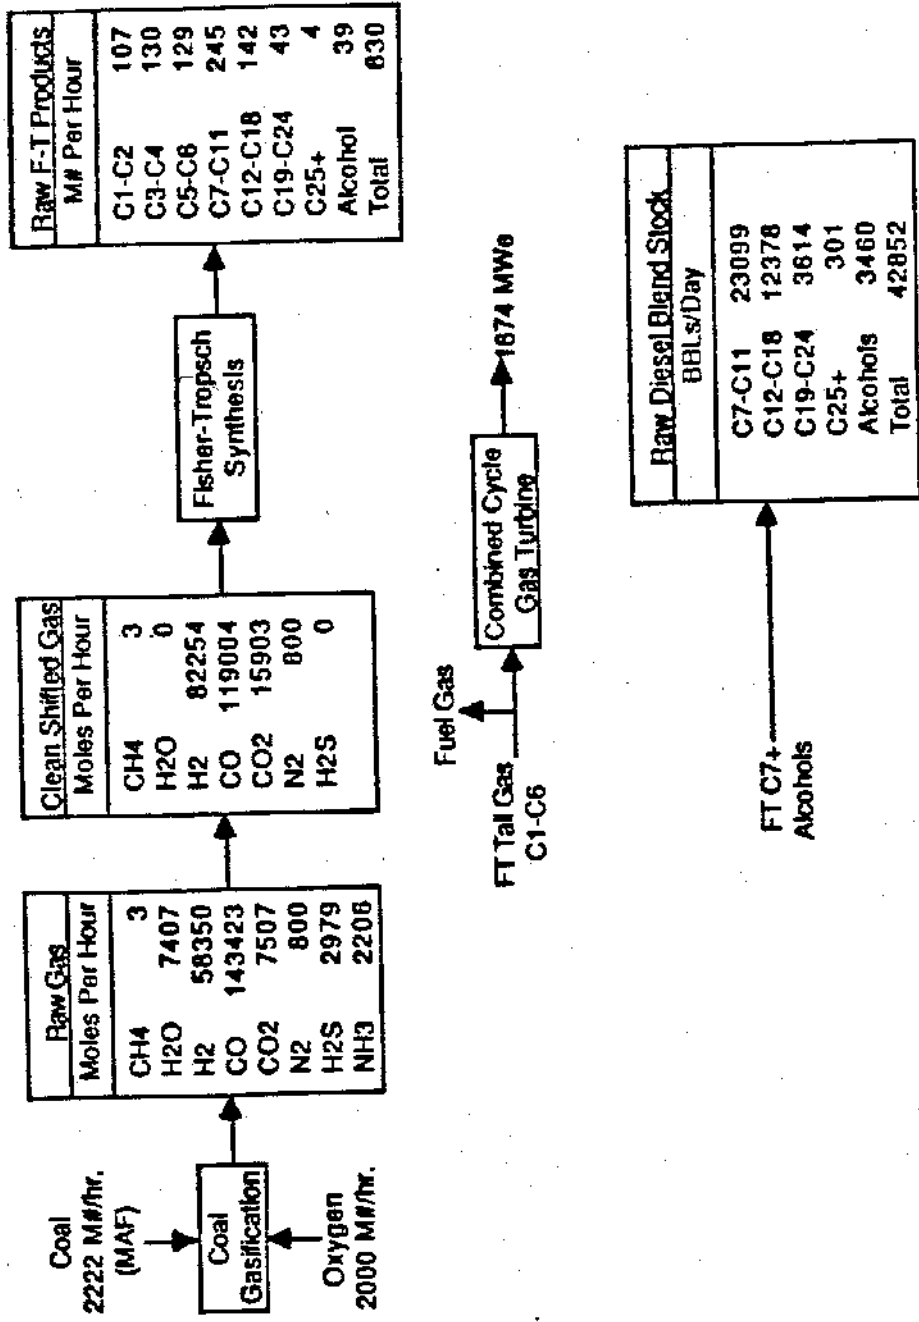 Coal
2222 M#/hr.
(MAF)
Coal
Gasification
Oxygen
2000 M#/hr.
Raw Gas
Moles Per Hour
CH4 3
H2O 7407
H2 58350
CO 143423
CO2 7507
N2 800
H2S 2979
NH3 2206
Clean Shifted Gas
Moles Per Hour
CH4 3
H2O 0
H2 82254
CO 119004
CO2 15903
N2 800
H2S 0
Fisher-Tropsch
Synthesis
Raw F-T Products
M# Per Hour
C1-C2 107
C3-C4 130
C5-C6 129
C7-C11 245
C12-C18 142
C19-C24 43
C25+ 4
Alcohol 39
Total 830
Fuel Gas
FT Tail Gas
C1-C6
Combined Cycle
Gas Turbine
1674 MWe
FT C7+
Alcohols
Raw Diesel Blend Stock
BBLs/Day
C7-C11 23099
C12-C18 12378
C19-C24 3614
C25+ 301
Alcohols 3460
Total 42852